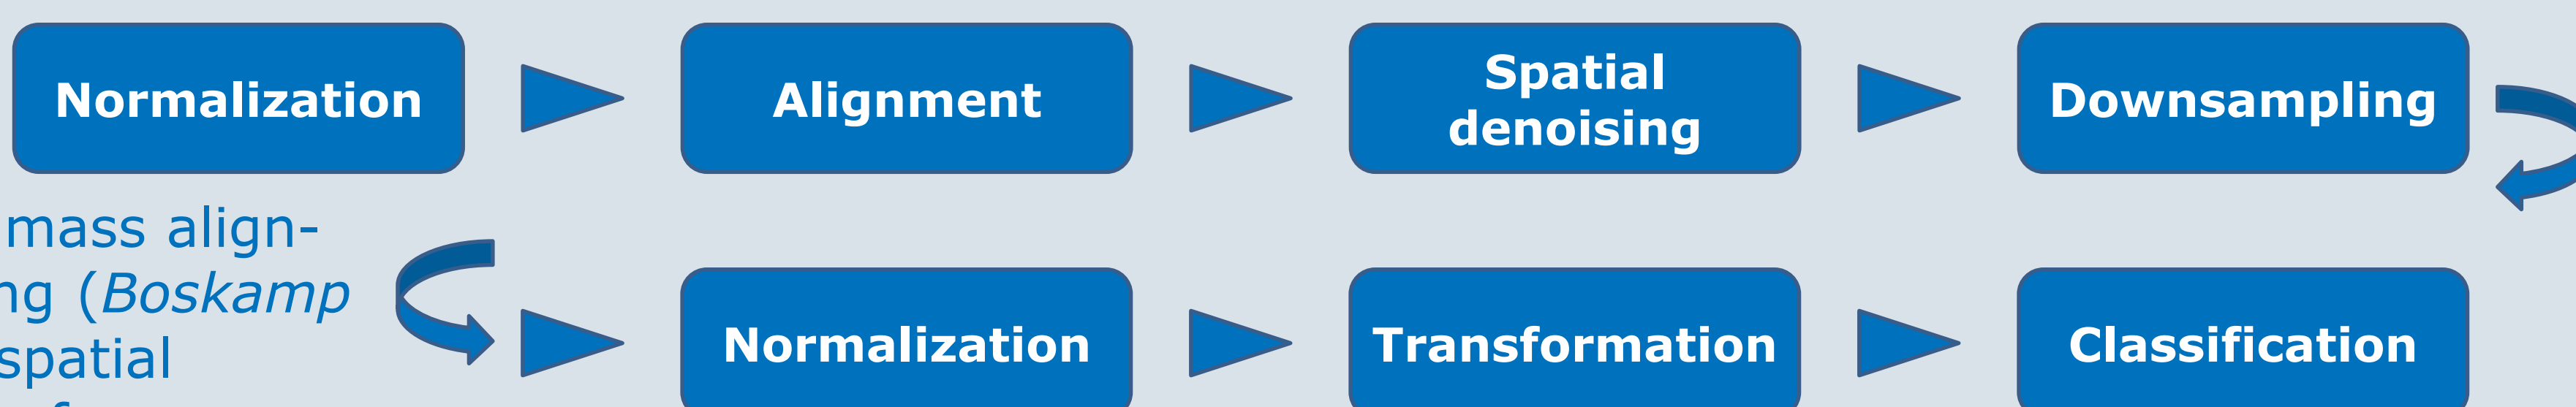 Normalization
Alignment
Spatial
denoising
Downsampling
mass align-
ng (Boskamp
spatial
Normalization
Transformation
Classification